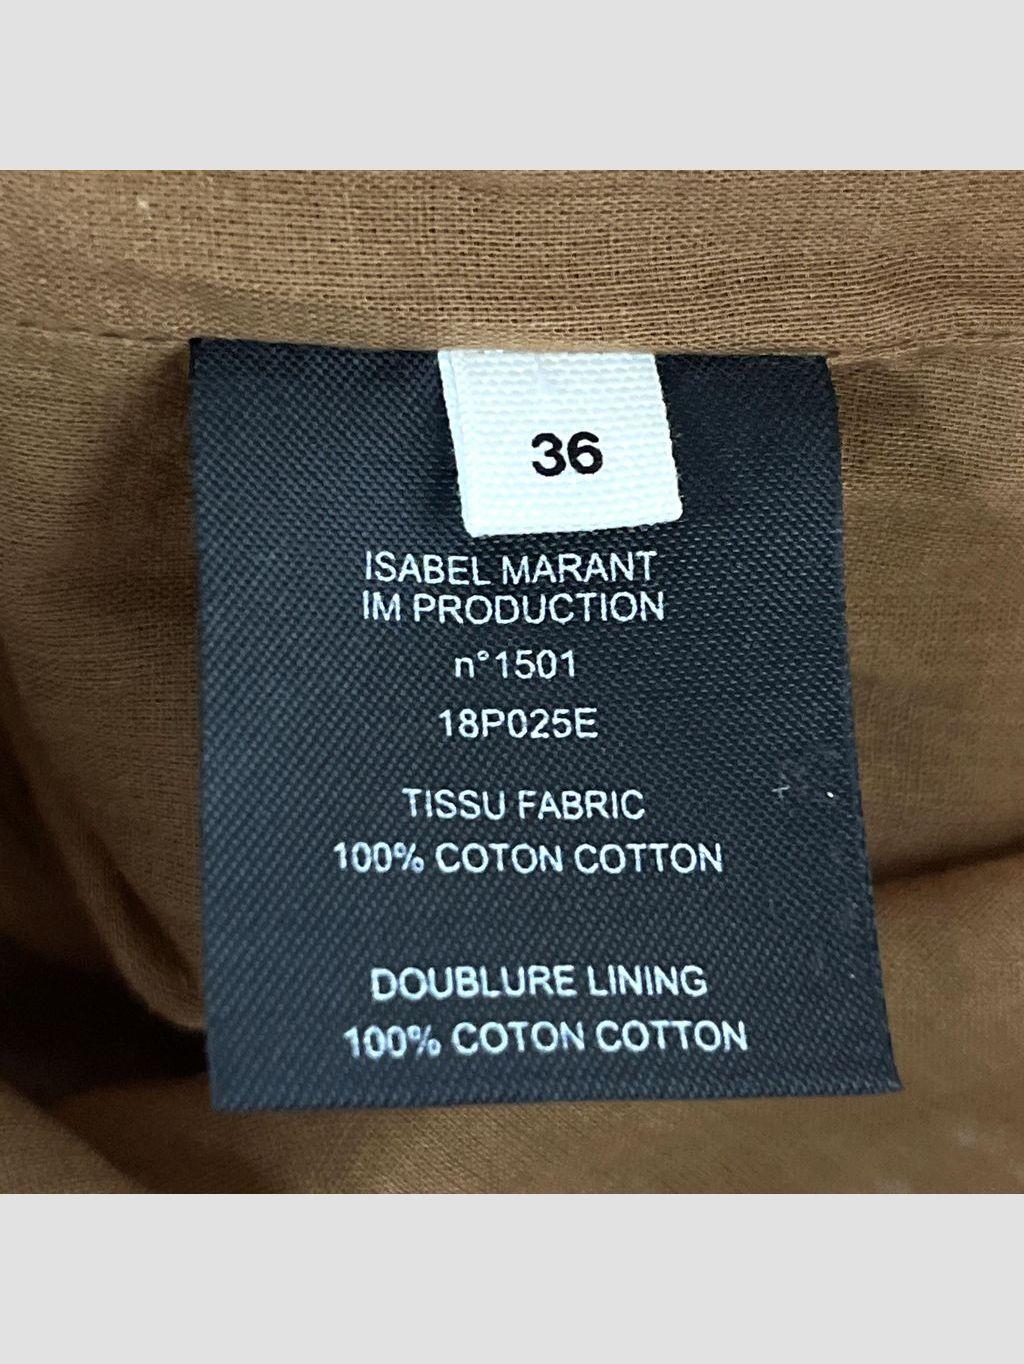 36
ISABEL MARANT
IM PRODUCTION
n°1501
18P025E
TISSU FABRIC
100% COTON COTTON
DOUBLURE LINING
100% COTON COTTON